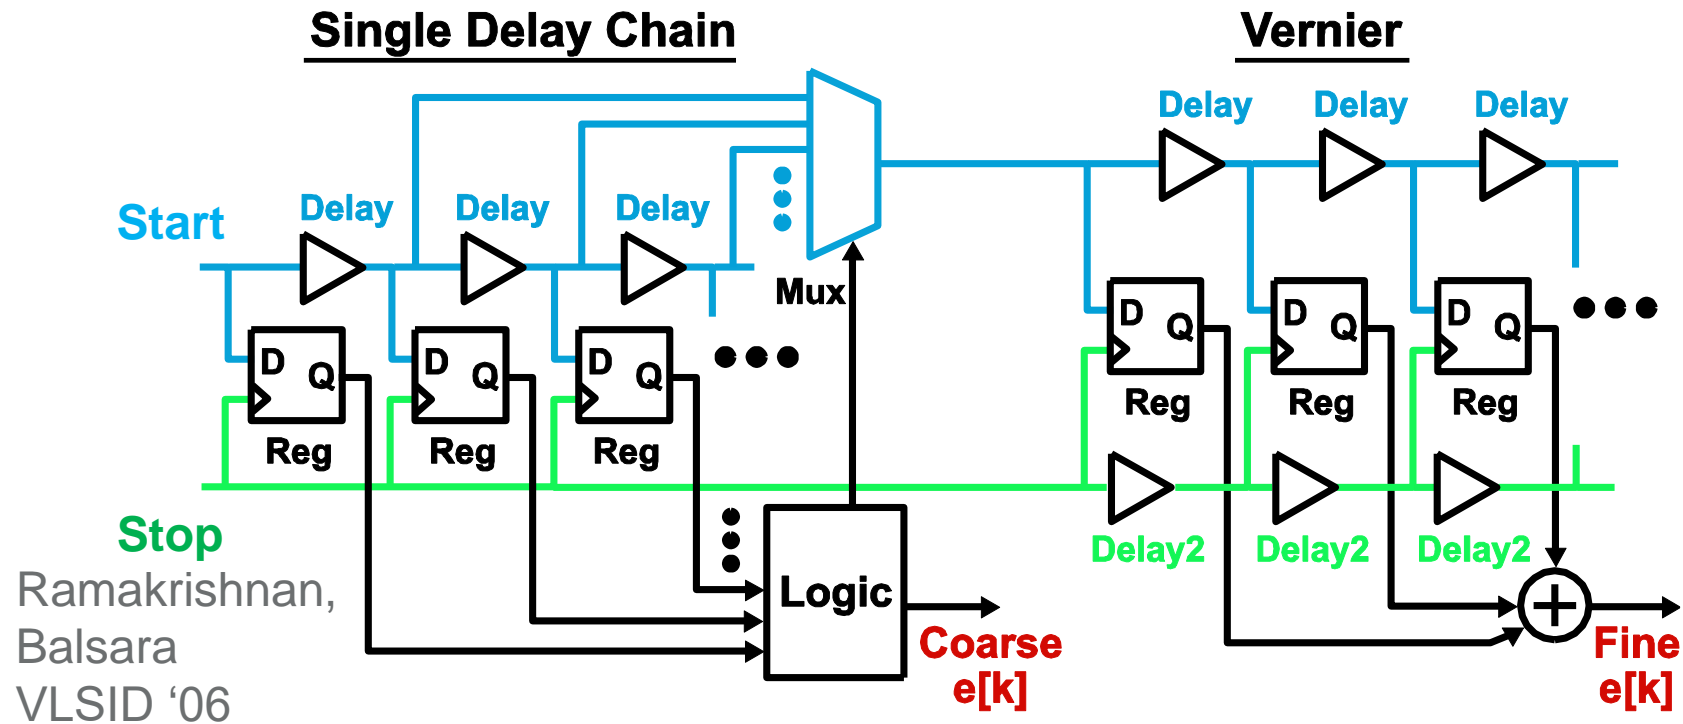 Single Delay Chain
Vernier
Delay Delay Delay
Start
Delay Delay Delay
Mux
D Q D Q D Q
D Q D Q D Q
Reg Reg Reg
Reg Reg Reg
Stop
Delay2 Delay2 Delay2
Ramakrishnan,
Balsara
VLSID ‘06
Logic
Coarse
e[k]
Fine
e[k]